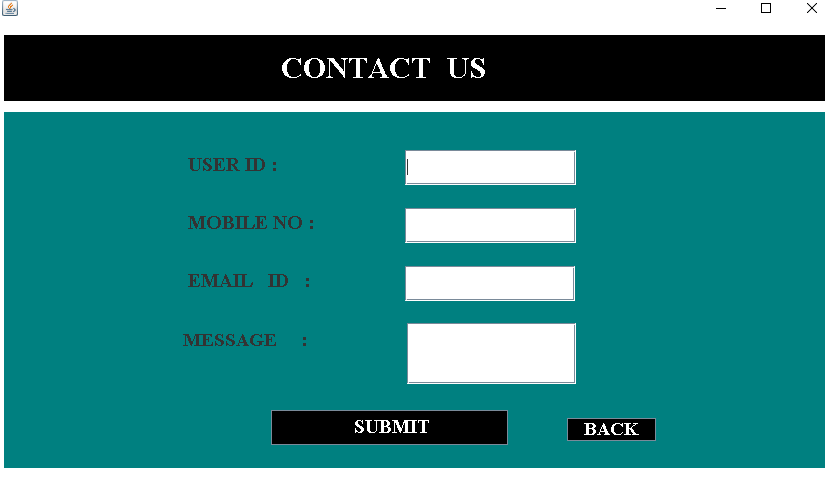 CONTACT US
USER ID :
MOBILE NO :
EMAIL ID :
MESSAGE :
SUBMIT BACK